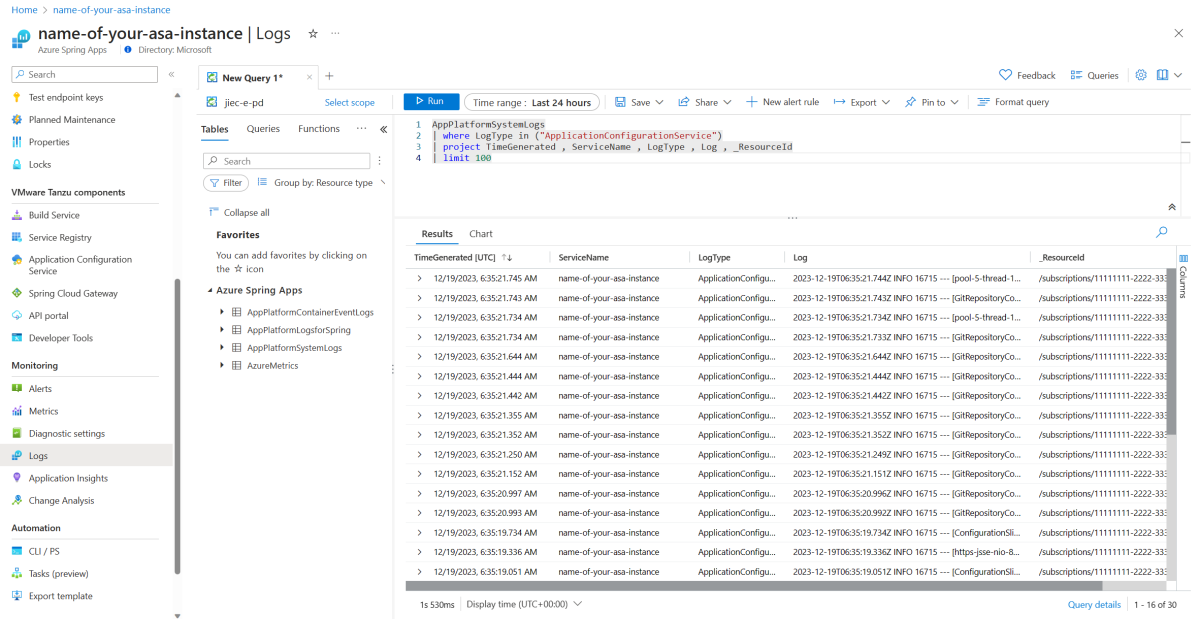 Home > name-of-your-asa-instance
name-of-your-asa-instance | Logs ☆ ...
Azure Spring Apps Directory: Microsoft
Search «
Test endpoint keys
Planned Maintenance
Properties
Locks
VMware Tanzu components
Build Service
Service Registry
Application Configuration
Service
Spring Cloud Gateway
API portal
Developer Tools
Monitoring
Alerts
Metrics
Diagnostic settings
Logs
Application Insights
Change Analysis
Automation
CLI / PS
Tasks (preview)
Export template
New Query 1* × +
Feedback Queries
jiec-e-pd Select scope
Run Time range : Last 24 hours Save Share New alert rule Export Pin to Format query
Tables Queries Functions ... «
Search
Filter Group by: Resource type
Collapse all
Favorites
You can add favorites by clicking on
the ☆ icon
Azure Spring Apps
AppPlatformContainerEventLogs
AppPlatformLogsforSpring
AppPlatformSystemLogs
AzureMetrics
1 AppPlatformSystemLogs
2 | where LogType in ("ApplicationConfigurationService")
3 | project TimeGenerated , ServiceName , LogType , Log , _ResourceId
4 | limit 100
Results Chart
TimeGenerated [UTC] ↑↓ ServiceName LogType Log _ResourceId
12/19/2023, 6:35:21.745 AM name-of-your-asa-instance ApplicationConfigu... 2023-12-19T06:35:21.744Z INFO 16715 --- [pool-5-thread-1... /subscriptions/11111111-2222-333
12/19/2023, 6:35:21.743 AM name-of-your-asa-instance ApplicationConfigu... 2023-12-19T06:35:21.743Z INFO 16715 --- [GitRepositoryCo... /subscriptions/11111111-2222-333
12/19/2023, 6:35:21.734 AM name-of-your-asa-instance ApplicationConfigu... 2023-12-19T06:35:21.734Z INFO 16715 --- [pool-5-thread-1... /subscriptions/11111111-2222-333
12/19/2023, 6:35:21.734 AM name-of-your-asa-instance ApplicationConfigu... 2023-12-19T06:35:21.733Z INFO 16715 --- [GitRepositoryCo... /subscriptions/11111111-2222-333
12/19/2023, 6:35:21.644 AM name-of-your-asa-instance ApplicationConfigu... 2023-12-19T06:35:21.644Z INFO 16715 --- [GitRepositoryCo... /subscriptions/11111111-2222-333
12/19/2023, 6:35:21.444 AM name-of-your-asa-instance ApplicationConfigu... 2023-12-19T06:35:21.444Z INFO 16715 --- [GitRepositoryCo... /subscriptions/11111111-2222-333
12/19/2023, 6:35:21.442 AM name-of-your-asa-instance ApplicationConfigu... 2023-12-19T06:35:21.442Z INFO 16715 --- [GitRepositoryCo... /subscriptions/11111111-2222-333
12/19/2023, 6:35:21.355 AM name-of-your-asa-instance ApplicationConfigu... 2023-12-19T06:35:21.355Z INFO 16715 --- [GitRepositoryCo... /subscriptions/11111111-2222-333
12/19/2023, 6:35:21.352 AM name-of-your-asa-instance ApplicationConfigu... 2023-12-19T06:35:21.352Z INFO 16715 --- [GitRepositoryCo... /subscriptions/11111111-2222-333
12/19/2023, 6:35:21.250 AM name-of-your-asa-instance ApplicationConfigu... 2023-12-19T06:35:21.249Z INFO 16715 --- [GitRepositoryCo... /subscriptions/11111111-2222-333
12/19/2023, 6:35:21.152 AM name-of-your-asa-instance ApplicationConfigu... 2023-12-19T06:35:21.151Z INFO 16715 --- [GitRepositoryCo... /subscriptions/11111111-2222-333
12/19/2023, 6:35:20.997 AM name-of-your-asa-instance ApplicationConfigu... 2023-12-19T06:35:20.996Z INFO 16715 --- [GitRepositoryCo... /subscriptions/11111111-2222-333
12/19/2023, 6:35:20.993 AM name-of-your-asa-instance ApplicationConfigu... 2023-12-19T06:35:20.992Z INFO 16715 --- [GitRepositoryCo... /subscriptions/11111111-2222-333
12/19/2023, 6:35:19.734 AM name-of-your-asa-instance ApplicationConfigu... 2023-12-19T06:35:19.734Z INFO 16715 --- [ConfigurationSli... /subscriptions/11111111-2222-333
12/19/2023, 6:35:19.336 AM name-of-your-asa-instance ApplicationConfigu... 2023-12-19T06:35:19.336Z INFO 16715 --- [https-jsse-nio-8... /subscriptions/11111111-2222-333
12/19/2023, 6:35:19.051 AM name-of-your-asa-instance ApplicationConfigu... 2023-12-19T06:35:19.051Z INFO 16715 --- [ConfigurationSli... /subscriptions/11111111-2222-333
Columns
1s 530ms Display time (UTC+00:00) Query details 1 - 16 of 30